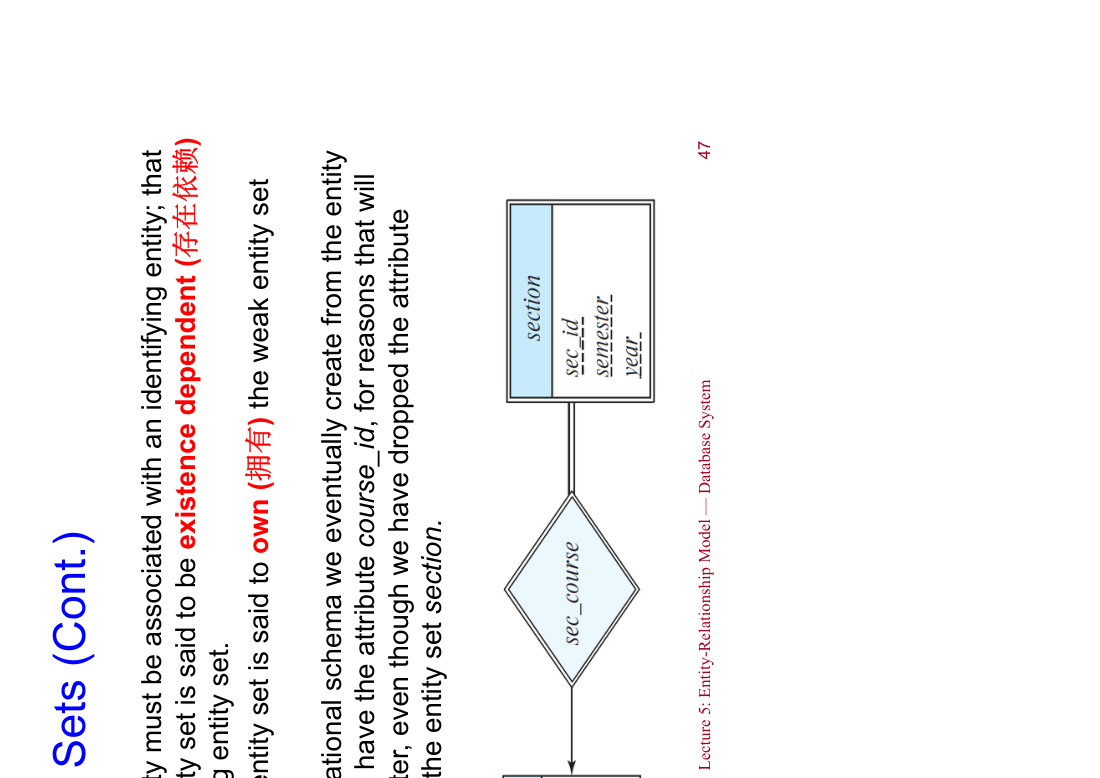 Sets (Cont.)
ty must be associated with an identifying entity; that
ty set is said to be existence dependent (存在依赖)
g entity set.
entity set is said to own (拥有) the weak entity set
ational schema we eventually create from the entity
have the attribute course_id, for reasons that will
ter, even though we have dropped the attribute
the entity set section.
sec_course
section
sec_id
semester
year
Lecture 5: Entity-Relationship Model — Database System
47